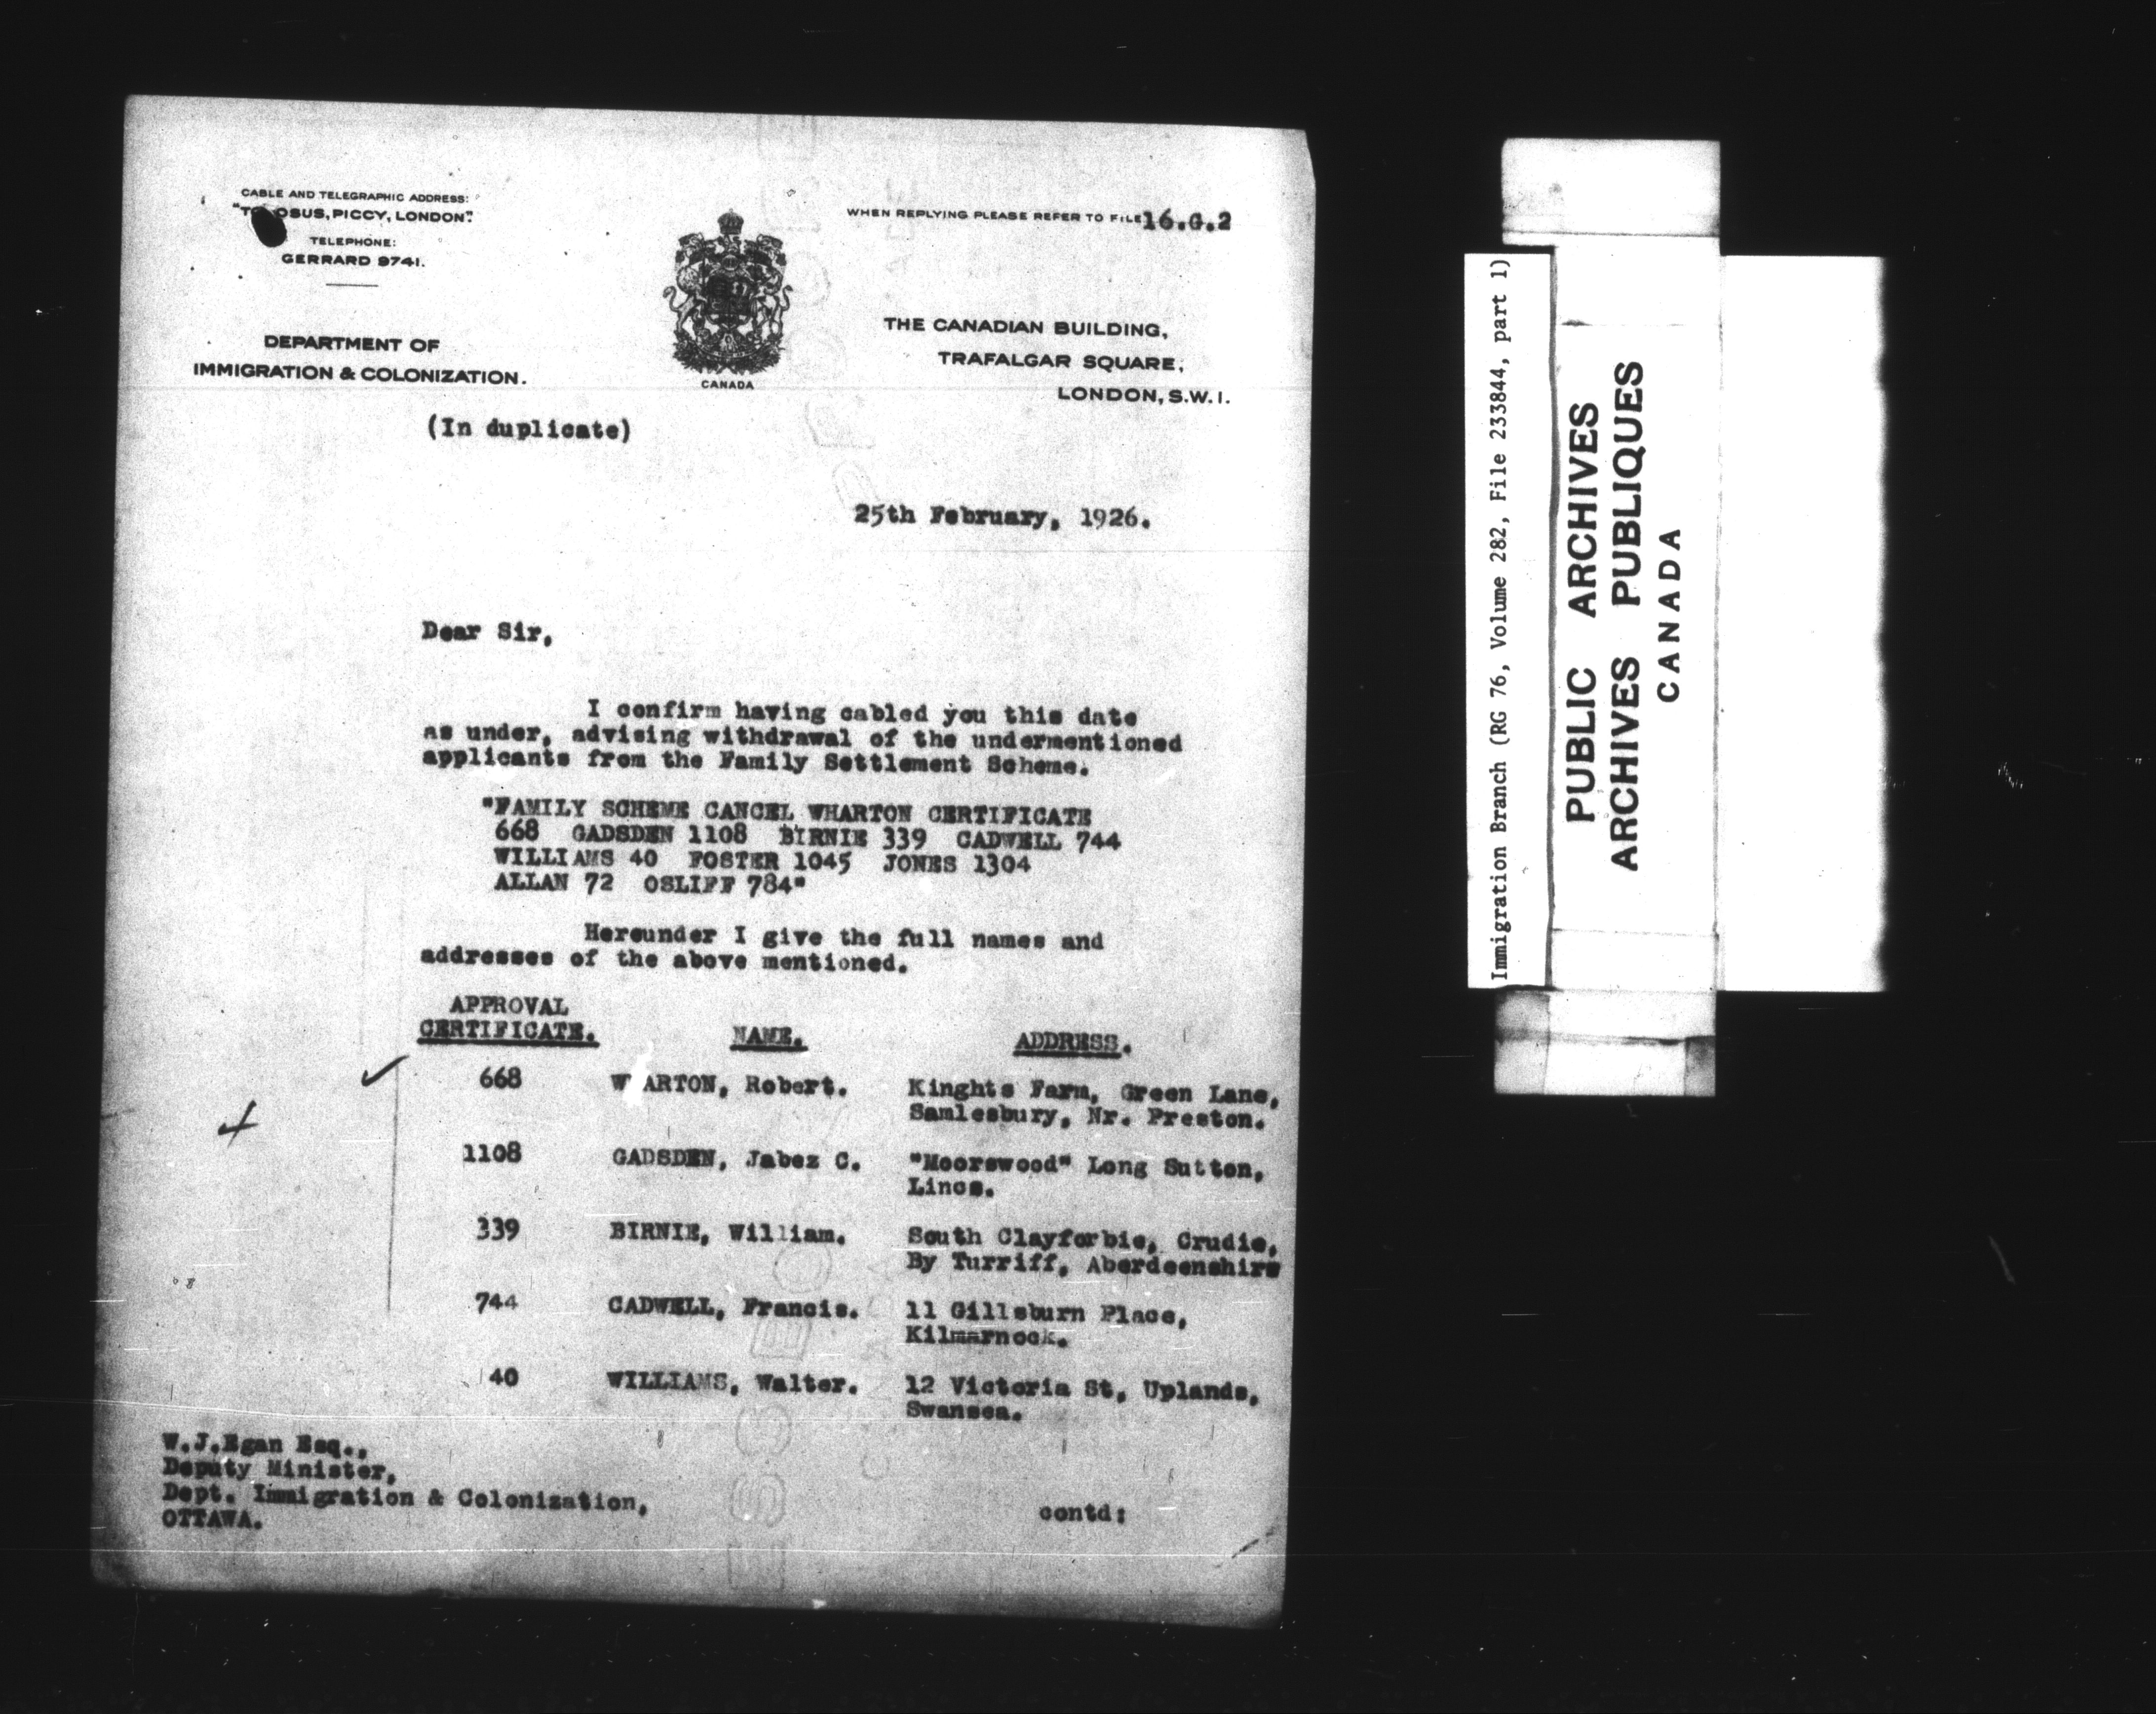 CABLE AND TELEGRAPHIC ADDRESS:
OSUS, PICCY, LONDON".
TELEPHONE:
GERRARD 9741.
DEPARTMENT OF
IMMIGRATION & COLONIZATION.
CANADA
WHEN REPLYING PLEASE REFER TO FILE 16.G.2
THE CANADIAN BUILDING,
TRAFALGAR SQUARE,
LONDON, S.W.1.
(In duplicate)
25th February, 1926.
Dear Sir,
I confirm having cabled you this date
as under, advising withdrawal of the undermentioned
applicants from the Family Settlement Scheme.
"FAMILY SCHEME CANCEL WHARTON CERTIFICATE
668 GADSDEN 1108 BIRNIE 339 CADWELL 744
WILLIAMS 40 FOSTER 1045 JONES 1304
ALLAN 72 OSLIFF 784"
Hereunder I give the full names and
addresses of the above mentioned.
APPROVAL
CERTIFICATE. NAME. ADDRESS.
668 W ARTON, Robert. Kinghts Farm, Green Lane,
Samlesbury, Nr. Preston.
1108 GADSDEN, Jabez C. "Moorswood" Long Sutton,
Lincs.
339 BIRNIE, William. South Clayforbie, Crudie,
By Turriff, Aberdeenshire
744 CADWELL, Francis. 11 Gillsburn Place,
Kilmarnock.
40 WILLIAMS, Walter. 12 Victoria St, Uplands,
Swansea.
W.J.Egan Esq.,
Deputy Minister,
Dept. Immigration & Colonization,
OTTAWA.
contd:
Immigration Branch (RG 76, Volume 282, File 233844, part 1)
PUBLIC ARCHIVES
ARCHIVES PUBLIQUES
CANADA